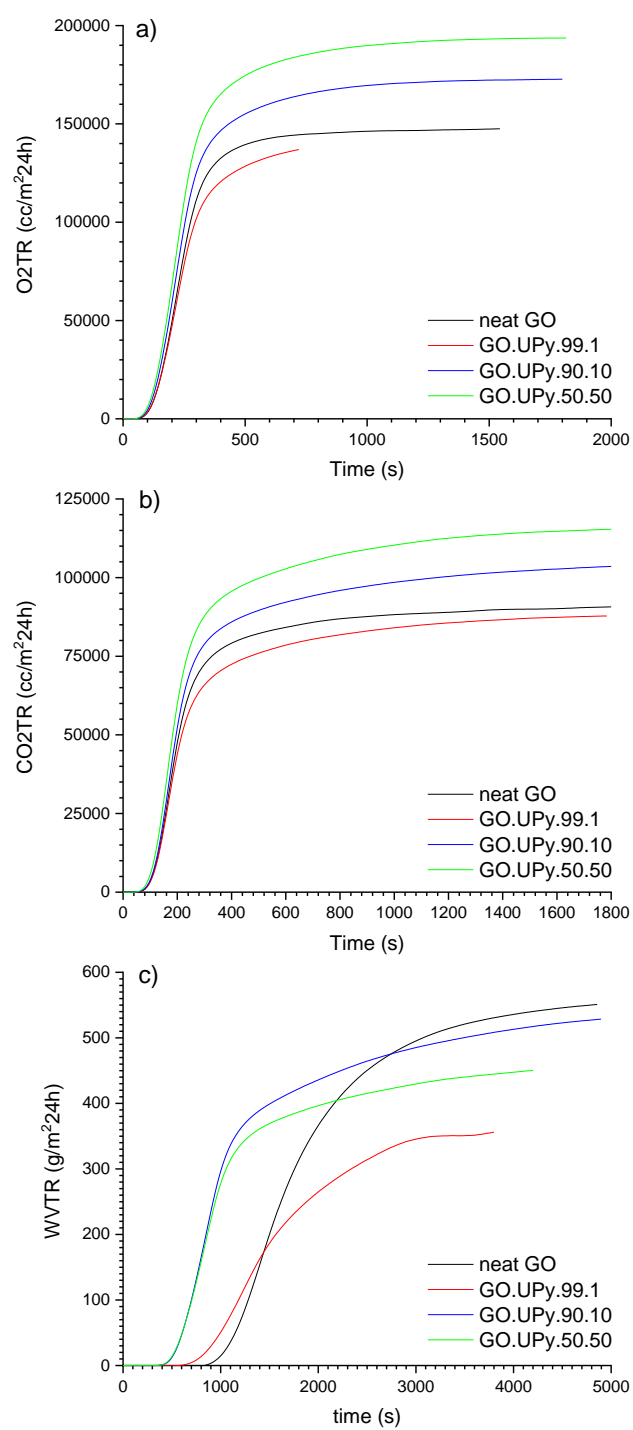 a)
200000
150000
100000
50000
0
O2TR (cc/m²24h)
neat GO
GO.UPy.99.1
GO.UPy.90.10
GO.UPy.50.50
0 500 1000 1500 2000
Time (s)
b)
125000
100000
75000
50000
25000
0
CO2TR (cc/m²24h)
neat GO
GO.UPy.99.1
GO.UPy.90.10
GO.UPy.50.50
0 200 400 600 800 1000 1200 1400 1600 1800
Time (s)
c)
600
500
400
300
200
100
0
WVTR (g/m²24h)
neat GO
GO.UPy.99.1
GO.UPy.90.10
GO.UPy.50.50
0 1000 2000 3000 4000 5000
time (s)